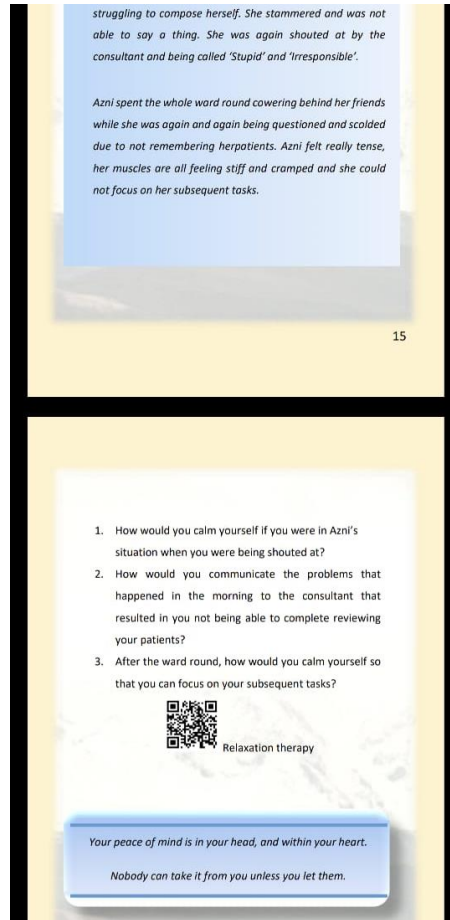 struggling to compose herself. She stammered and was not
able to say a thing. She was again shouted at by the
consultant and being called ‘Stupid’ and ‘Irresponsible’.
Azni spent the whole ward round cowering behind her friends
while she was again and again being questioned and scolded
due to not remembering herpatients. Azni felt really tense,
her muscles are all feeling stiff and cramped and she could
not focus on her subsequent tasks.
15
1. How would you calm yourself if you were in Azni’s
situation when you were being shouted at?
2. How would you communicate the problems that
happened in the morning to the consultant that
resulted in you not being able to complete reviewing
your patients?
3. After the ward round, how would you calm yourself so
that you can focus on your subsequent tasks?
Relaxation therapy
Your peace of mind is in your head, and within your heart.
Nobody can take it from you unless you let them.